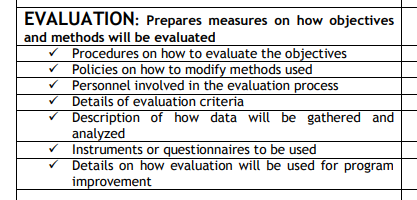 EVALUATION: Prepares measures on how objectives
and methods will be evaluated
✓ Procedures on how to evaluate the objectives
✓ Policies on how to modify methods used
✓ Personnel involved in the evaluation process
✓ Details of evaluation criteria
✓ Description of how data will be gathered and
analyzed
✓ Instruments or questionnaires to be used
✓ Details on how evaluation will be used for program
improvement